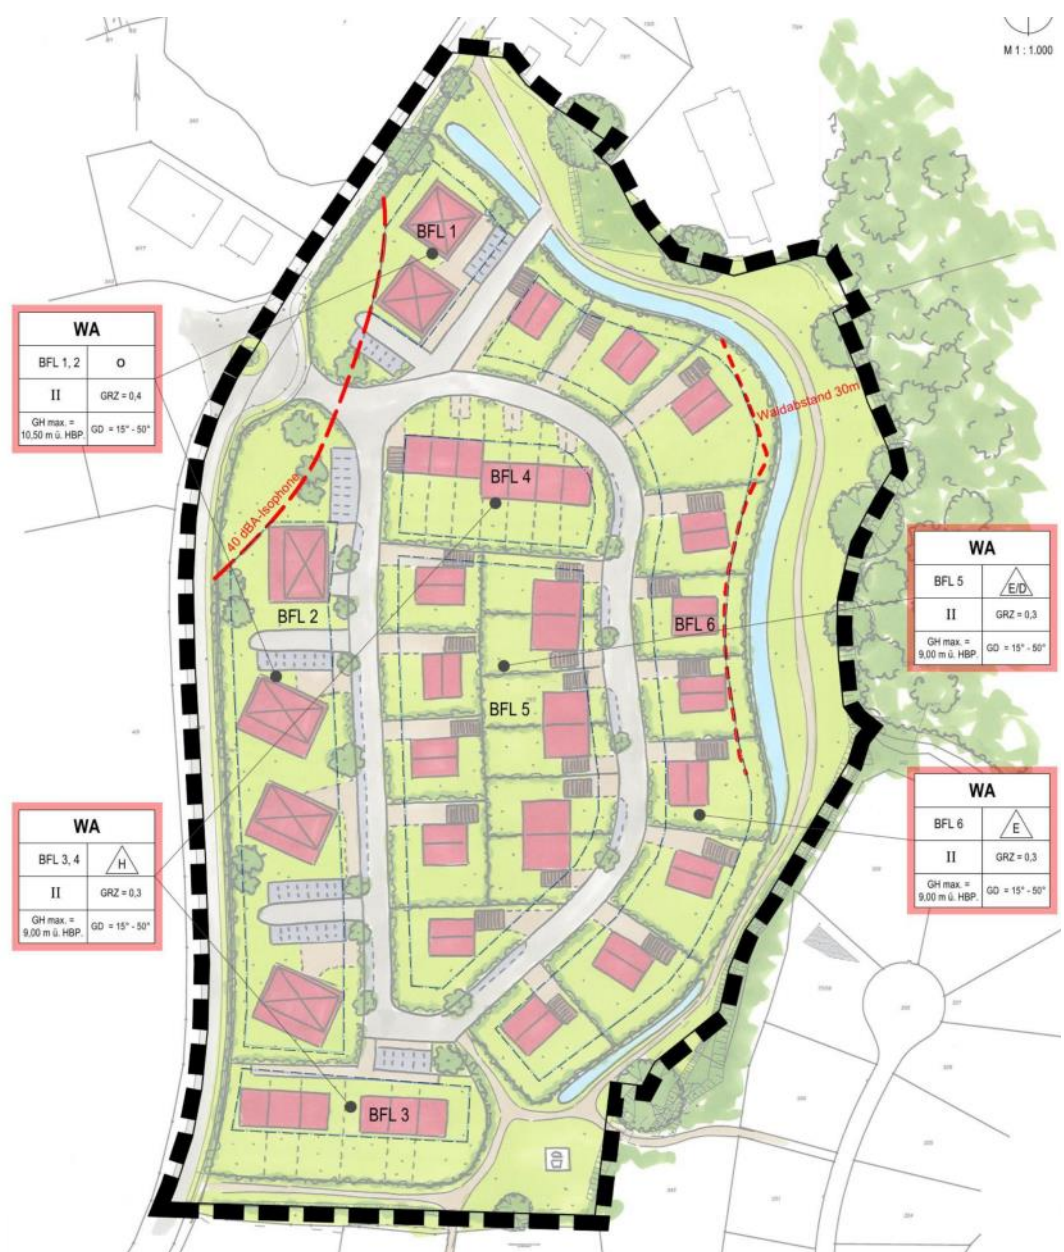 M 1 : 1.000
BFL 1
WA
BFL 1, 2
o
II
GRZ = 0,4
GH max. =
10,50 m ü. HBP.
GD = 15° - 50°
Waldabstand 30m
BFL 4
40 dBA-Isophone
WA
BFL 5
E/D
II
GRZ = 0,3
GH max. =
9,00 m ü. HBP.
GD = 15° - 50°
BFL 2
BFL 6
BFL 5
WA
BFL 6
E
II
GRZ = 0,3
GH max. =
9,00 m ü. HBP.
GD = 15° - 50°
WA
BFL 3, 4
H
II
GRZ = 0,3
GH max. =
9,00 m ü. HBP.
GD = 15° - 50°
BFL 3